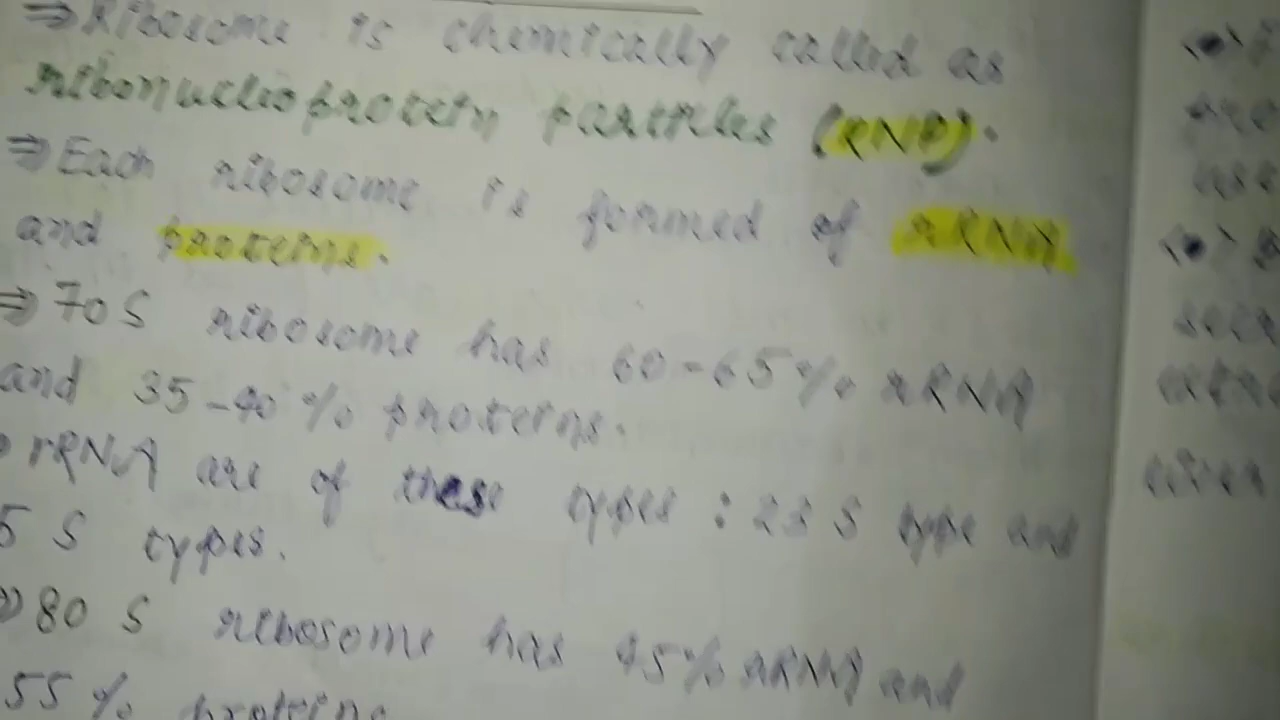 ⇒ Ribosome is chemically called as
ribonucleoprotein particles (RNP).
⇒ Each ribosome is formed of rRNA
and proteins.
⇒ 70 S ribosome has 60-65% rRNA
and 35-40% proteins.
rRNA are of these types : 23 S type and
5 S types.
80 S ribosome has 45% rRNA and
55% proteins